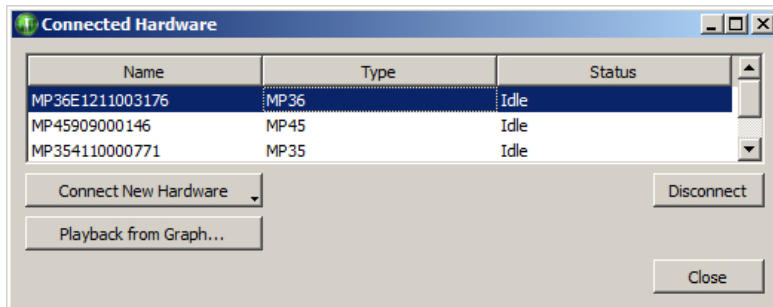 Connected Hardware
Name Type Status
MP36E1211003176 MP36 Idle
MP45909000146 MP45 Idle
MP354110000771 MP35 Idle
Connect New Hardware Disconnect
Playback from Graph...
Close